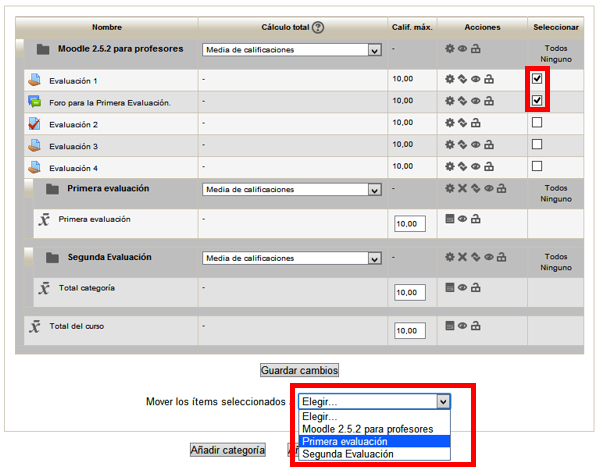 Nombre Cálculo total ? Calif. máx. Acciones Seleccionar
Moodle 2.5.2 para profesores Media de calificaciones - Todos
Ninguno
Evaluación 1 - 10,00
Foro para la Primera Evaluación. - 10,00
Evaluación 2 - 10,00
Evaluación 3 - 10,00
Evaluación 4 - 10,00
Primera evaluación Media de calificaciones - Todos
Ninguno
x̄ Primera evaluación - 10,00
Segunda Evaluación Media de calificaciones - Todos
Ninguno
x̄ Total categoría - 10,00
x̄ Total del curso - 10,00
Guardar cambios
Mover los ítems seleccionados Elegir...
Elegir...
Moodle 2.5.2 para profesores
Primera evaluación
Segunda Evaluación
Añadir categoría